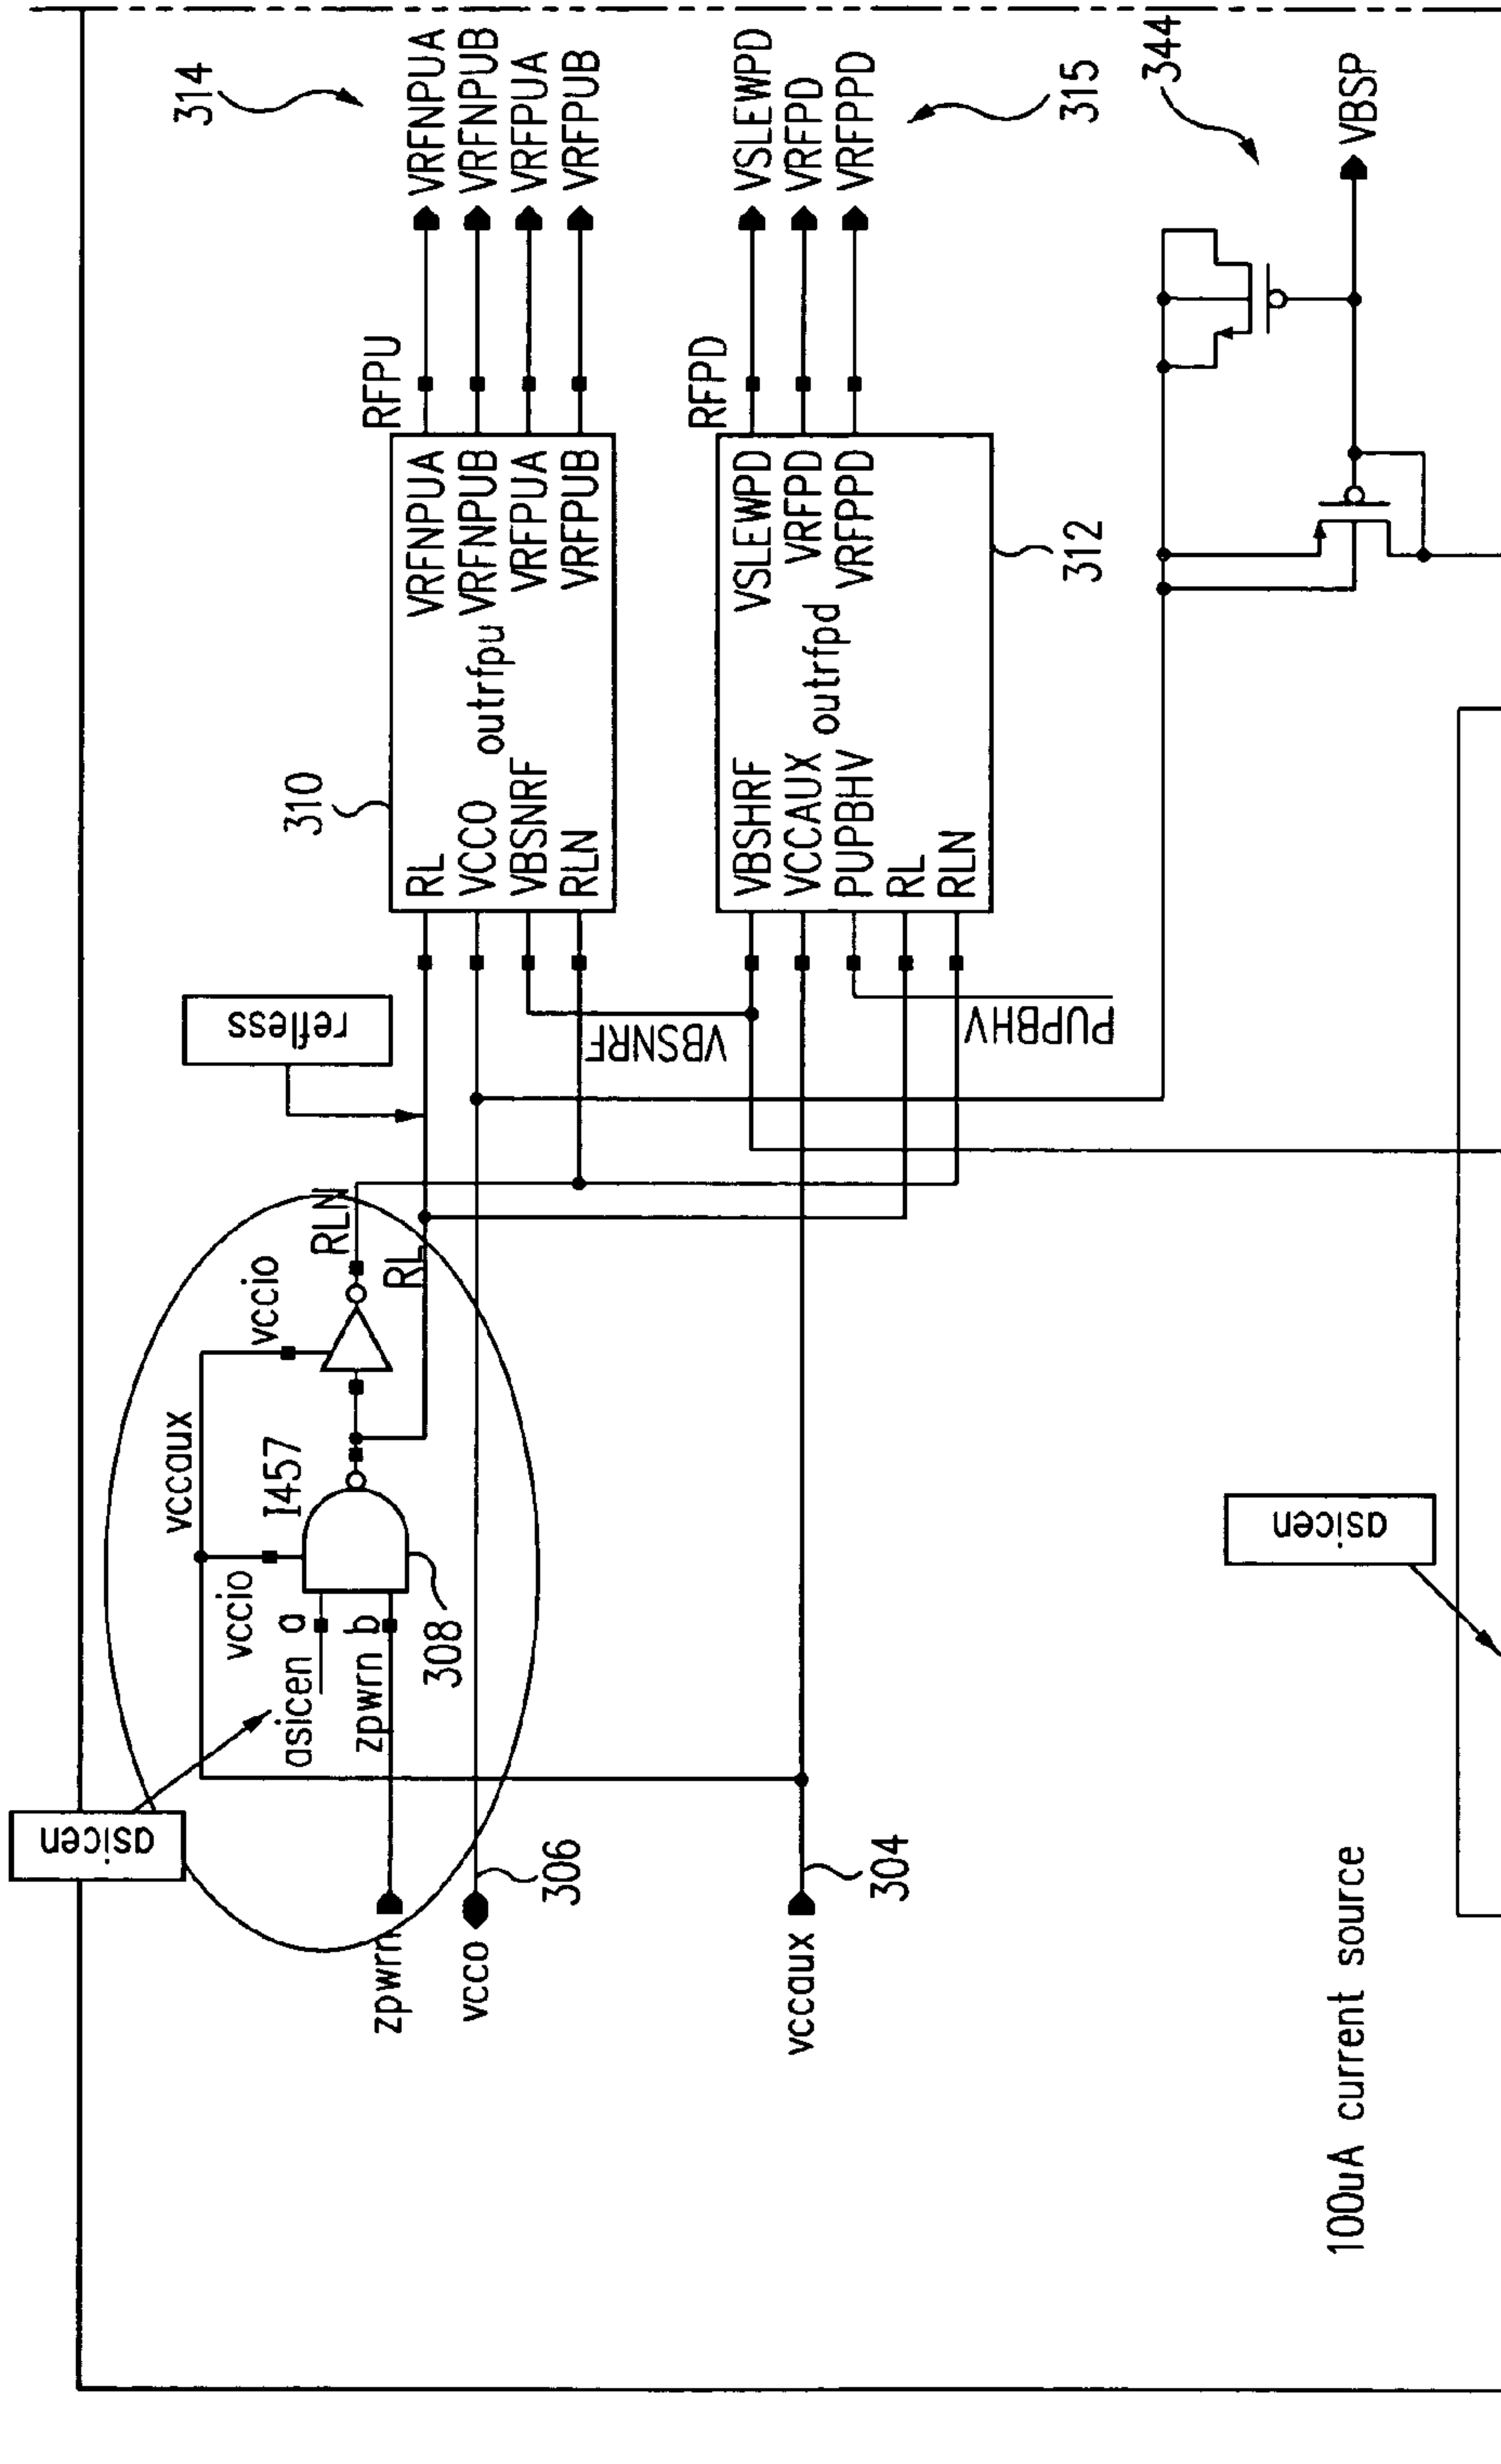 314
VRFNPUA
VRFNPUB
VRFPUA
VRFPUB
RFPU
310
RL
VCCO
VBSNRF
RLN
outrfpu
VRFNPUA
VRFNPUB
VRFPUA
VRFPUB
refless
asicen
vccaux
vccio
I457
vccio
RLN
RL
asicen a
zpwrn b
308
zpwrn
vcco
306
VBSNRF
VSLEWPD
VRFPD
VRFPPD
315
RFPD
VBSHRF
VCCAUX
PUPBHV
RL
RLN
outrfpd
VSLEWPD
VRFPD
VRFPPD
312
PUPBHV
vccaux
304
344
VBSP
asicen
100uA current source